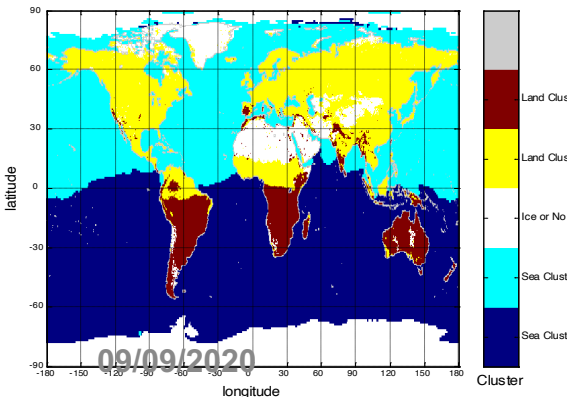 90
60
30
0
-30
-60
-90
latitude
-180 -150 -120 -90 -60 -30 0 30 60 90 120 150 180
longitude
09/09/2020
Land Clus
Land Clus
Ice or No
Sea Clust
Sea Clust
Cluster